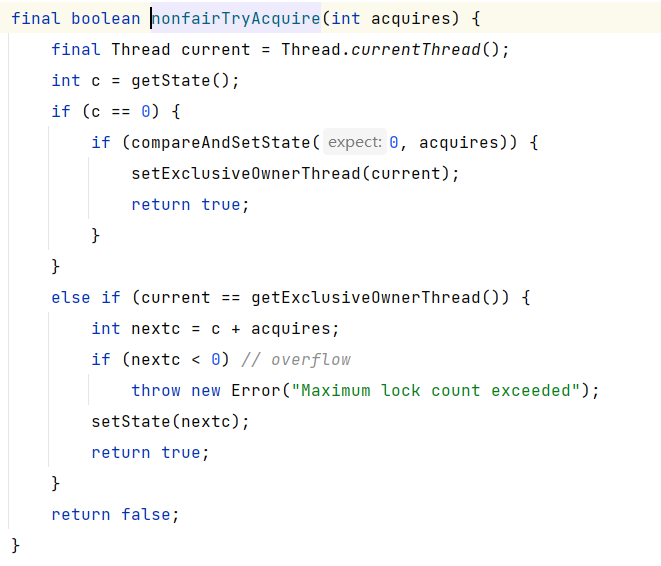 final boolean nonfairTryAcquire(int acquires) {
    final Thread current = Thread.currentThread();
    int c = getState();
    if (c == 0) {
        if (compareAndSetState( expect: 0, acquires)) {
            setExclusiveOwnerThread(current);
            return true;
        }
    }
    else if (current == getExclusiveOwnerThread()) {
        int nextc = c + acquires;
        if (nextc < 0) // overflow
            throw new Error("Maximum lock count exceeded");
        setState(nextc);
        return true;
    }
    return false;
}